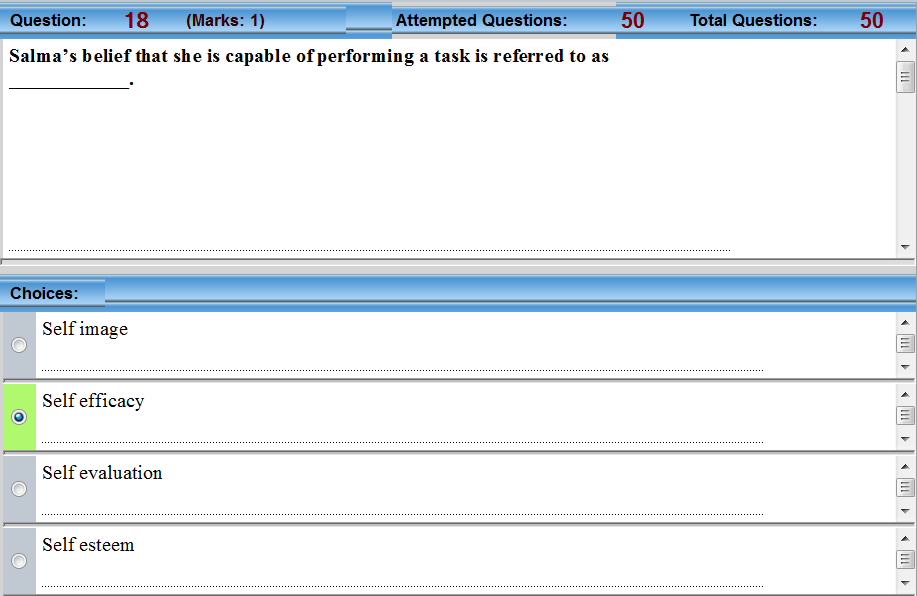 Question: 18 (Marks: 1) Attempted Questions: 50 Total Questions: 50
Salma's belief that she is capable of performing a task is referred to as
____________.
Choices:
Self image
Self efficacy
Self evaluation
Self esteem